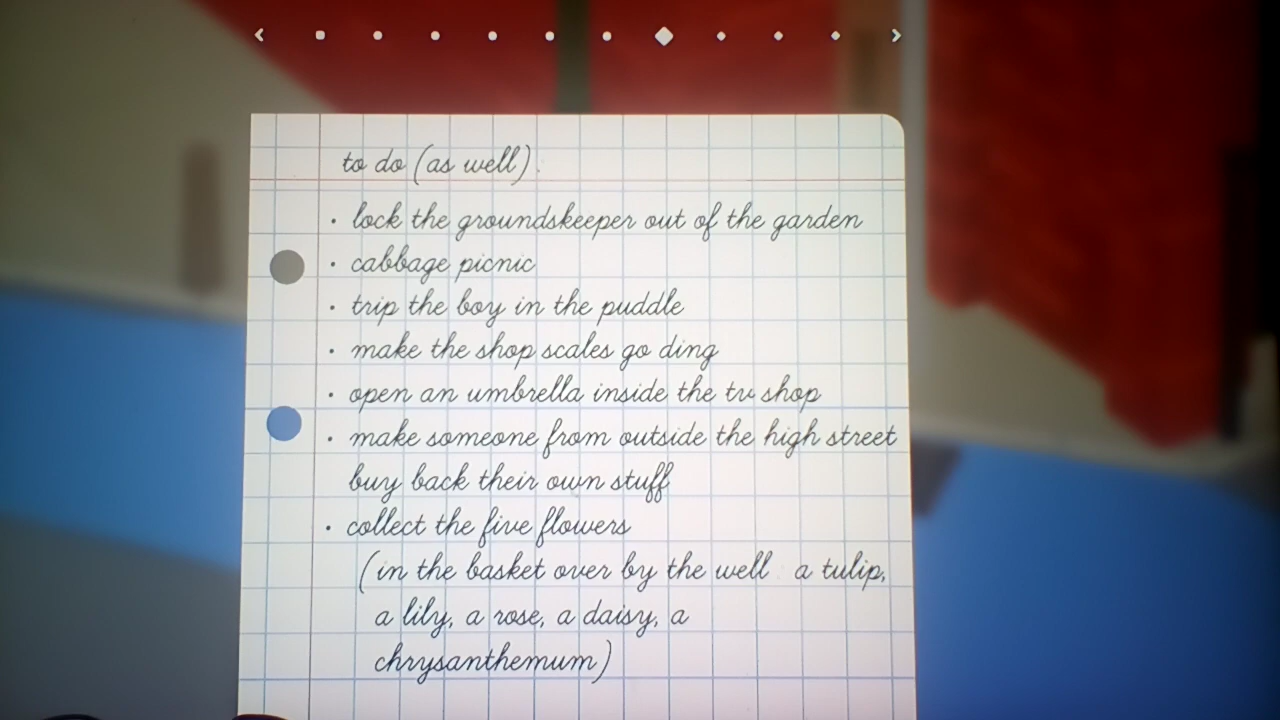 to do (as well)
• lock the groundskeeper out of the garden
• cabbage picnic
• trip the boy in the puddle
• make the shop scales go ding
• open an umbrella inside the tv shop
• make someone from outside the high street
buy back their own stuff
• collect the five flowers
(in the basket over by the well a tulip,
a lily, a rose, a daisy, a
chrysanthemum)